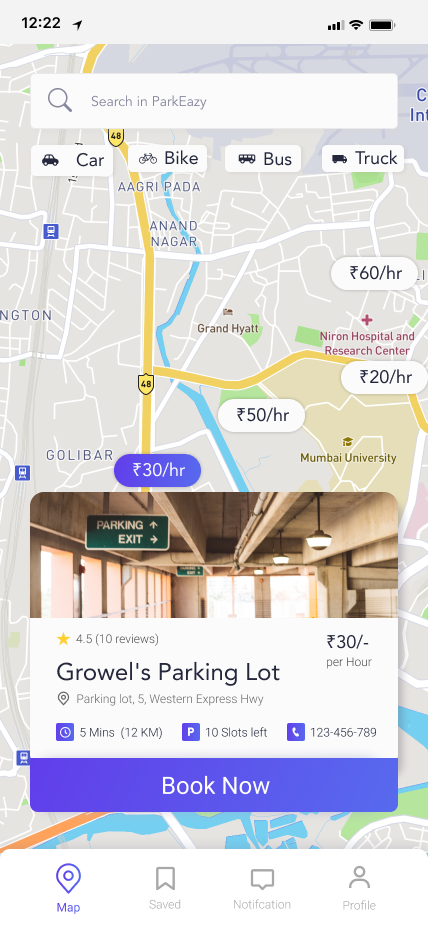 12:22
Search in ParkEazy
48
Car
Bike
Bus
Truck
AAGRI PADA
ANAND
NAGAR
₹60/hr
NGTON
Grand Hyatt
Niron Hospital and
Research Center
₹20/hr
48
₹50/hr
Mumbai University
GOLIBAR
₹30/hr
PARKING ↑
EXIT →
PARKING
EXIT
4.5 (10 reviews)
₹30/-
per Hour
Growel's Parking Lot
Parking lot, 5, Western Express Hwy
5 Mins (12 KM)
P
10 Slots left
123-456-789
Book Now
Map
Saved
Notifcation
Profile